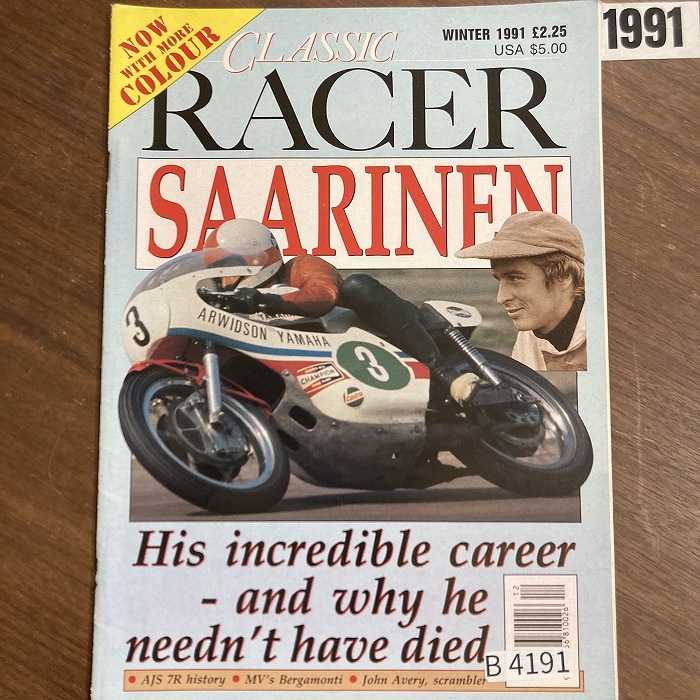 NOW
WITH MORE
COLOUR
CLASSIC
WINTER 1991 £2.25
USA $5.00
1991
RACER
SAARINEN
3
ARWIDSON YAMAHA
3
CHAMPION
Castrol
His incredible career
- and why he
needn't have died
12
B 4191
• AJS 7R history • MV's Bergamonti • John Avery, scrambler